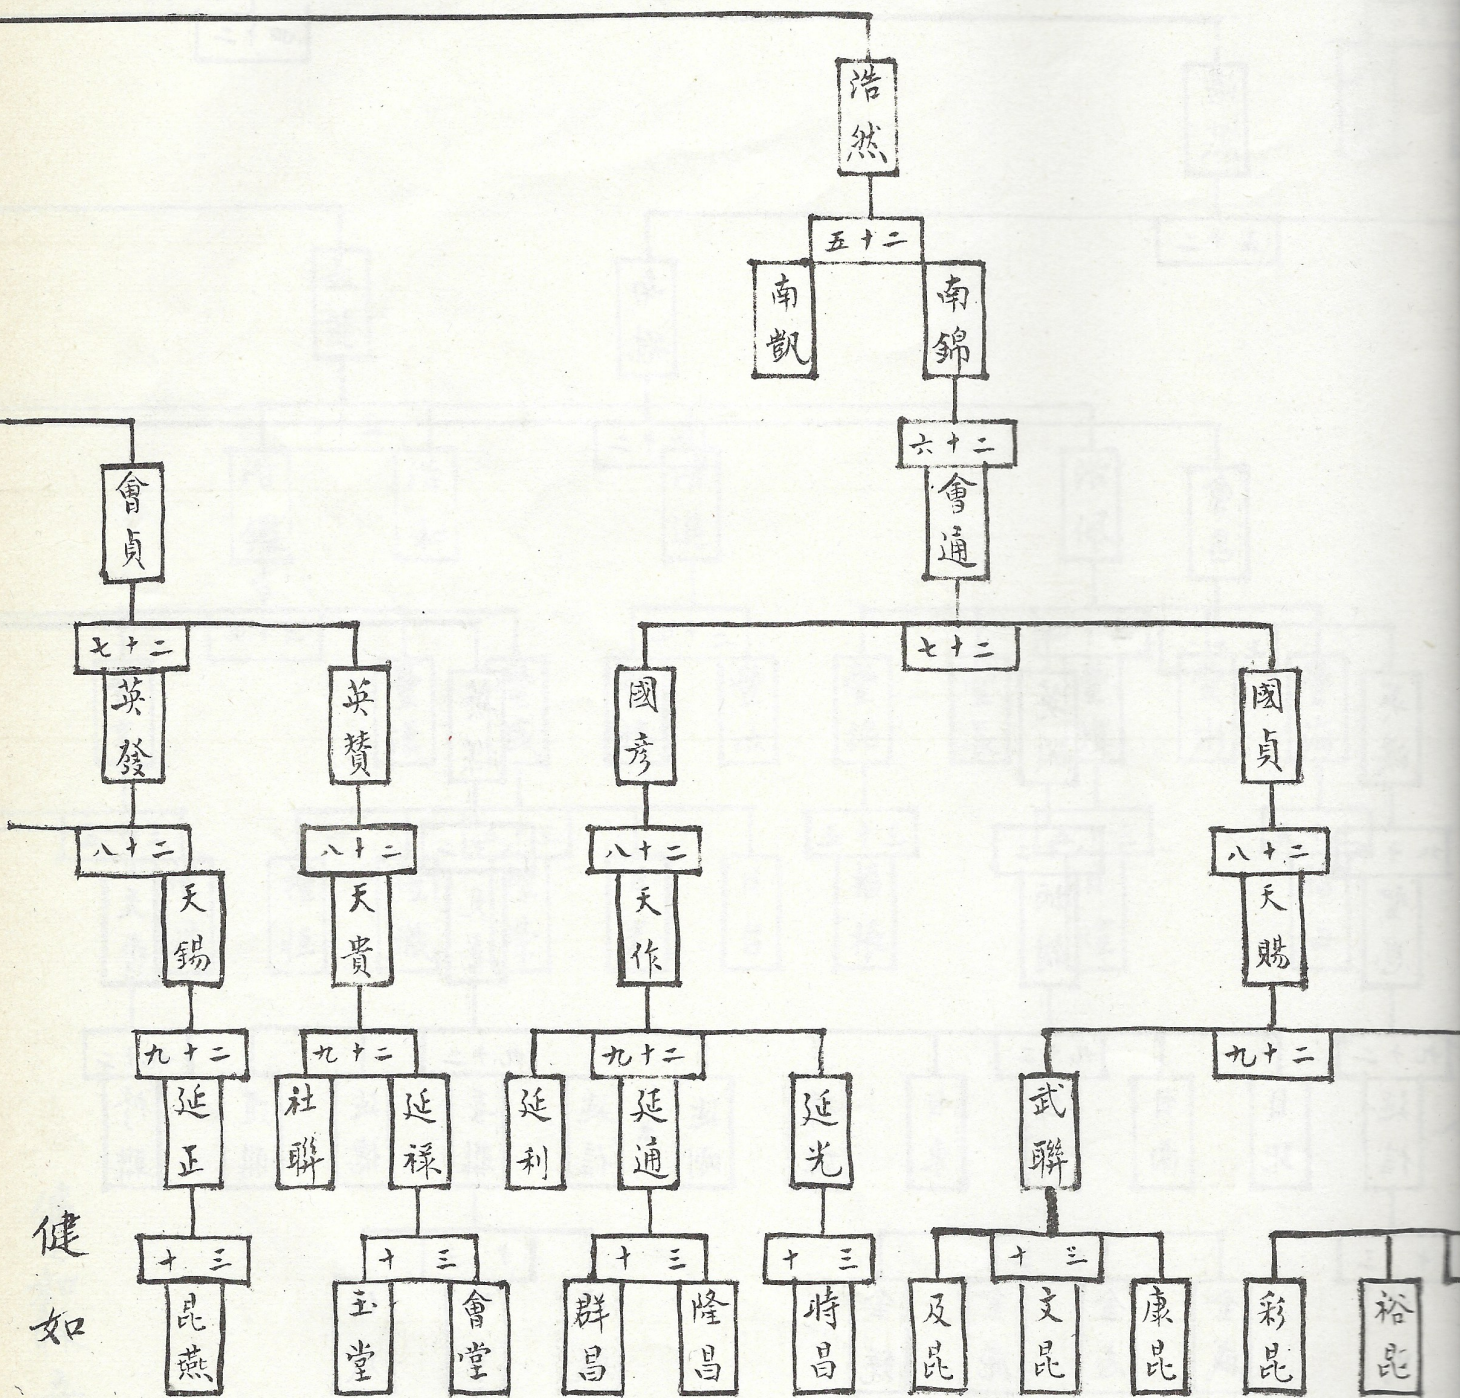 浩然
二十五
南錦
南凱
二十六
會通
會貞
二十七
二十七
國貞
國彥
英贊
英發
二十八
二十八
二十八
二十八
天賜
天作
天貴
天錫
二十九
二十九
二十九
二十九
武聯
延光
延通
延利
延祿
社聯
延正
三十
三十
三十
三十
三十
裕昆
彩昆
康昆
文昆
及昆
時昌
隆昌
群昌
會堂
玉堂
昆燕
健如